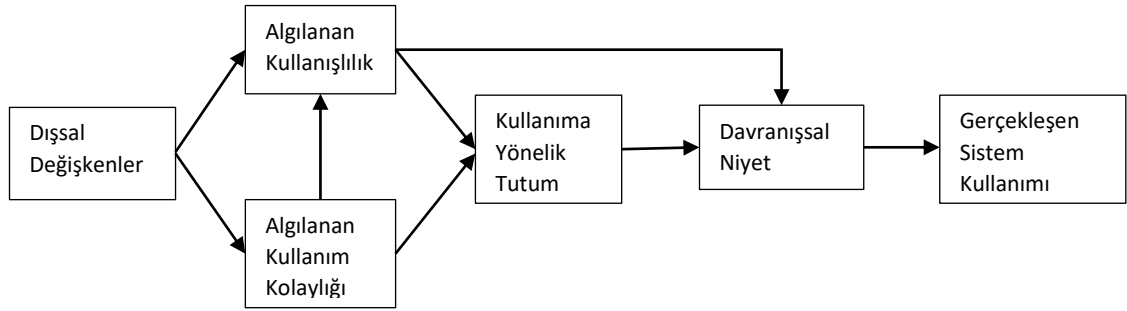 Algılanan
Kullanışlılık
Dışsal
Değişkenler
Kullanıma
Yönelik
Tutum
Davranışsal
Niyet
Gerçekleşen
Sistem
Kullanımı
Algılanan
Kullanım
Kolaylığı